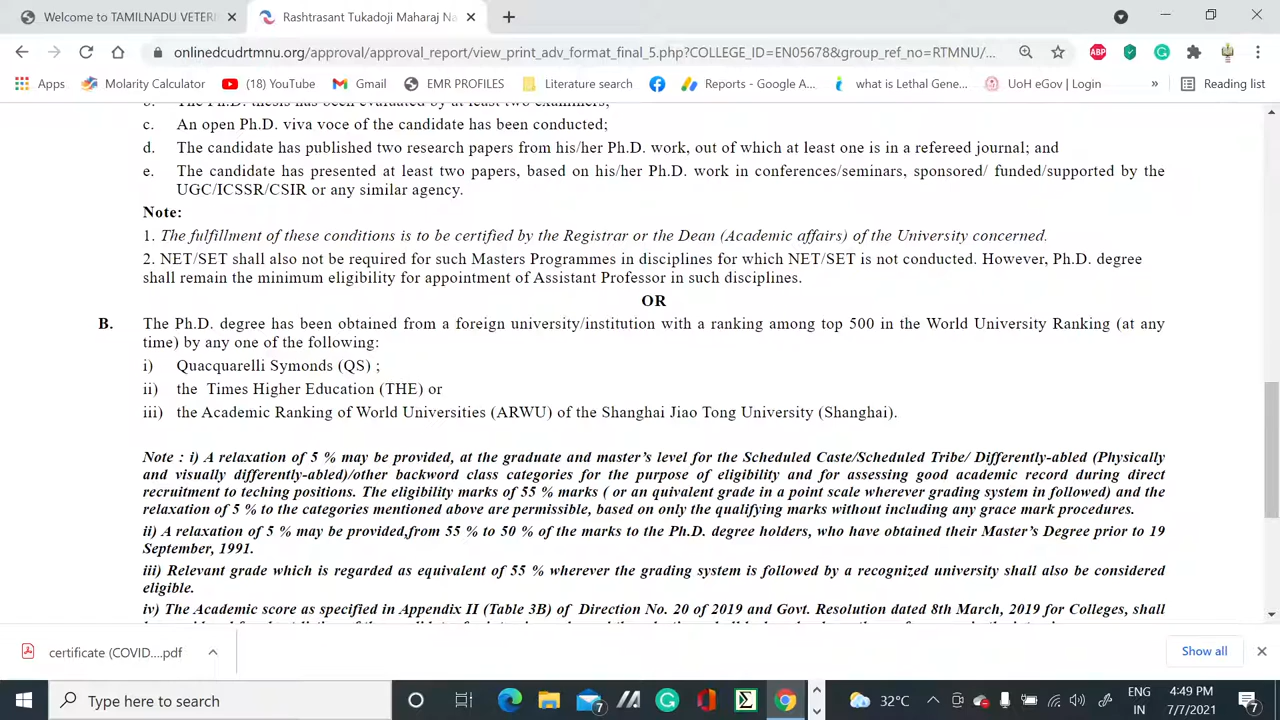 Welcome to TAMILNADU VETER
Rashtrasant Tukadoji Maharaj Na
onlinedcudrtmnu.org/approval/approval_report/view_print_adv_format_final_5.php?COLLEGE_ID=EN05678&group_ref_no=RTMNU/...
ABP
Apps
Molarity Calculator
(18) YouTube
Gmail
EMR PROFILES
Literature search
Reports - Google A...
what is Lethal Gene...
UoH eGov | Login
»
Reading list
b. The Ph.D. thesis has been evaluated by at least two examiners;
c. An open Ph.D. viva voce of the candidate has been conducted;
d. The candidate has published two research papers from his/her Ph.D. work, out of which at least one is in a refereed journal; and
e. The candidate has presented at least two papers, based on his/her Ph.D. work in conferences/seminars, sponsored/ funded/supported by the
UGC/ICSSR/CSIR or any similar agency.
Note:
1. The fulfillment of these conditions is to be certified by the Registrar or the Dean (Academic affairs) of the University concerned.
2. NET/SET shall also not be required for such Masters Programmes in disciplines for which NET/SET is not conducted. However, Ph.D. degree
shall remain the minimum eligibility for appointment of Assistant Professor in such disciplines.
OR
B. The Ph.D. degree has been obtained from a foreign university/institution with a ranking among top 500 in the World University Ranking (at any
time) by any one of the following:
i) Quacquarelli Symonds (QS) ;
ii) the Times Higher Education (THE) or
iii) the Academic Ranking of World Universities (ARWU) of the Shanghai Jiao Tong University (Shanghai).
Note : i) A relaxation of 5 % may be provided, at the graduate and master's level for the Scheduled Caste/Scheduled Tribe/ Differently-abled (Physically
and visually differently-abled)/other backword class categories for the purpose of eligibility and for assessing good academic record during direct
recruitment to teching positions. The eligibility marks of 55 % marks ( or an quivalent grade in a point scale wherever grading system in followed) and the
relaxation of 5 % to the categories mentioned above are permissible, based on only the qualifying marks without including any grace mark procedures.
ii) A relaxation of 5 % may be provided,from 55 % to 50 % of the marks to the Ph.D. degree holders, who have obtained their Master's Degree prior to 19
September, 1991.
iii) Relevant grade which is regarded as equivalent of 55 % wherever the grading system is followed by a recognized university shall also be considered
eligible.
iv) The Academic score as specified in Appendix II (Table 3B) of Direction No. 20 of 2019 and Govt. Resolution dated 8th March, 2019 for Colleges, shall
certificate (COVID....pdf
Show all
Type here to search
7
32°C
ENG
IN
4:49 PM
7/7/2021
7